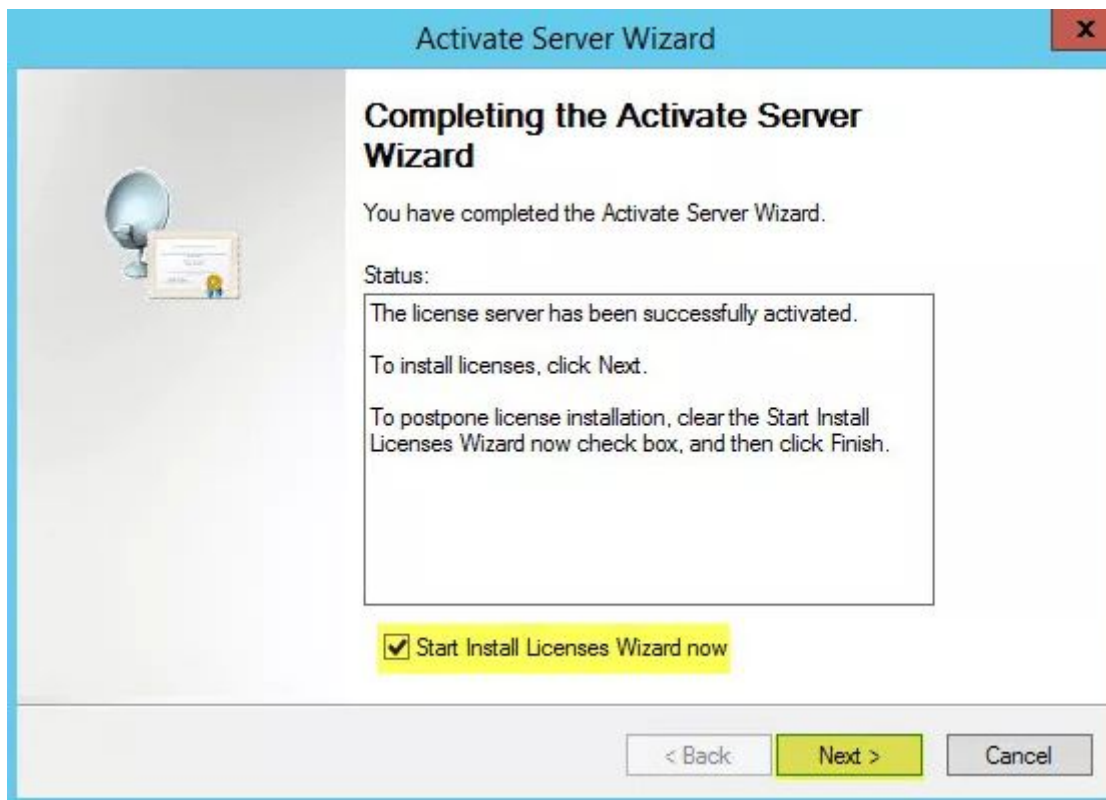 Activate Server Wizard
x
Completing the Activate Server
Wizard
You have completed the Activate Server Wizard.
Status:
The license server has been successfully activated.
To install licenses, click Next.
To postpone license installation, clear the Start Install
Licenses Wizard now check box, and then click Finish.
Start Install Licenses Wizard now
< Back
Next >
Cancel